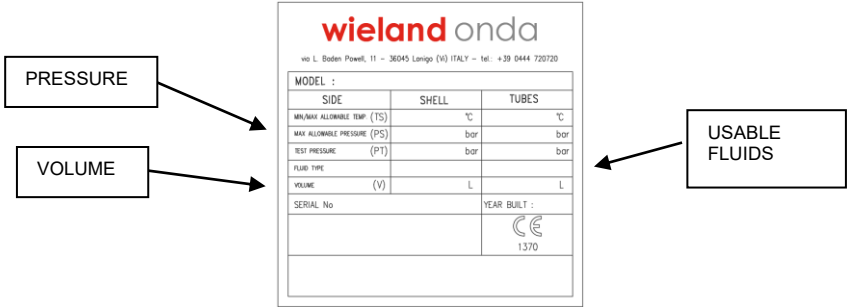 wieland onda
via L. Baden Powell, 11 - 36045 Lonigo (VI) ITALY - tel.: +39 0444 720720
PRESSURE
MODEL :
SIDE SHELL TUBES
MIN/MAX ALLOWABLE TEMP (TS) °C °C
MAX ALLOWABLE PRESSURE (PS) bar bar
TEST PRESSURE (PT) bar bar
USABLE
FLUIDS
FLUID TYPE
VOLUME
VOLUME (V) L L
SERIAL No YEAR BUILT :
CE
1370